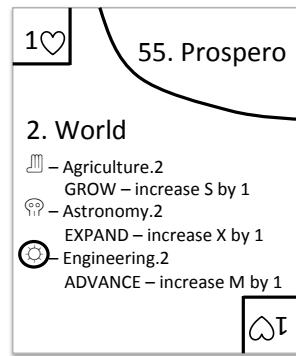 1♡
55. Prospero
2. World
– Agriculture.2
GROW – increase S by 1
– Astronomy.2
EXPAND – increase X by 1
– Engineering.2
ADVANCE – increase M by 1
1♡